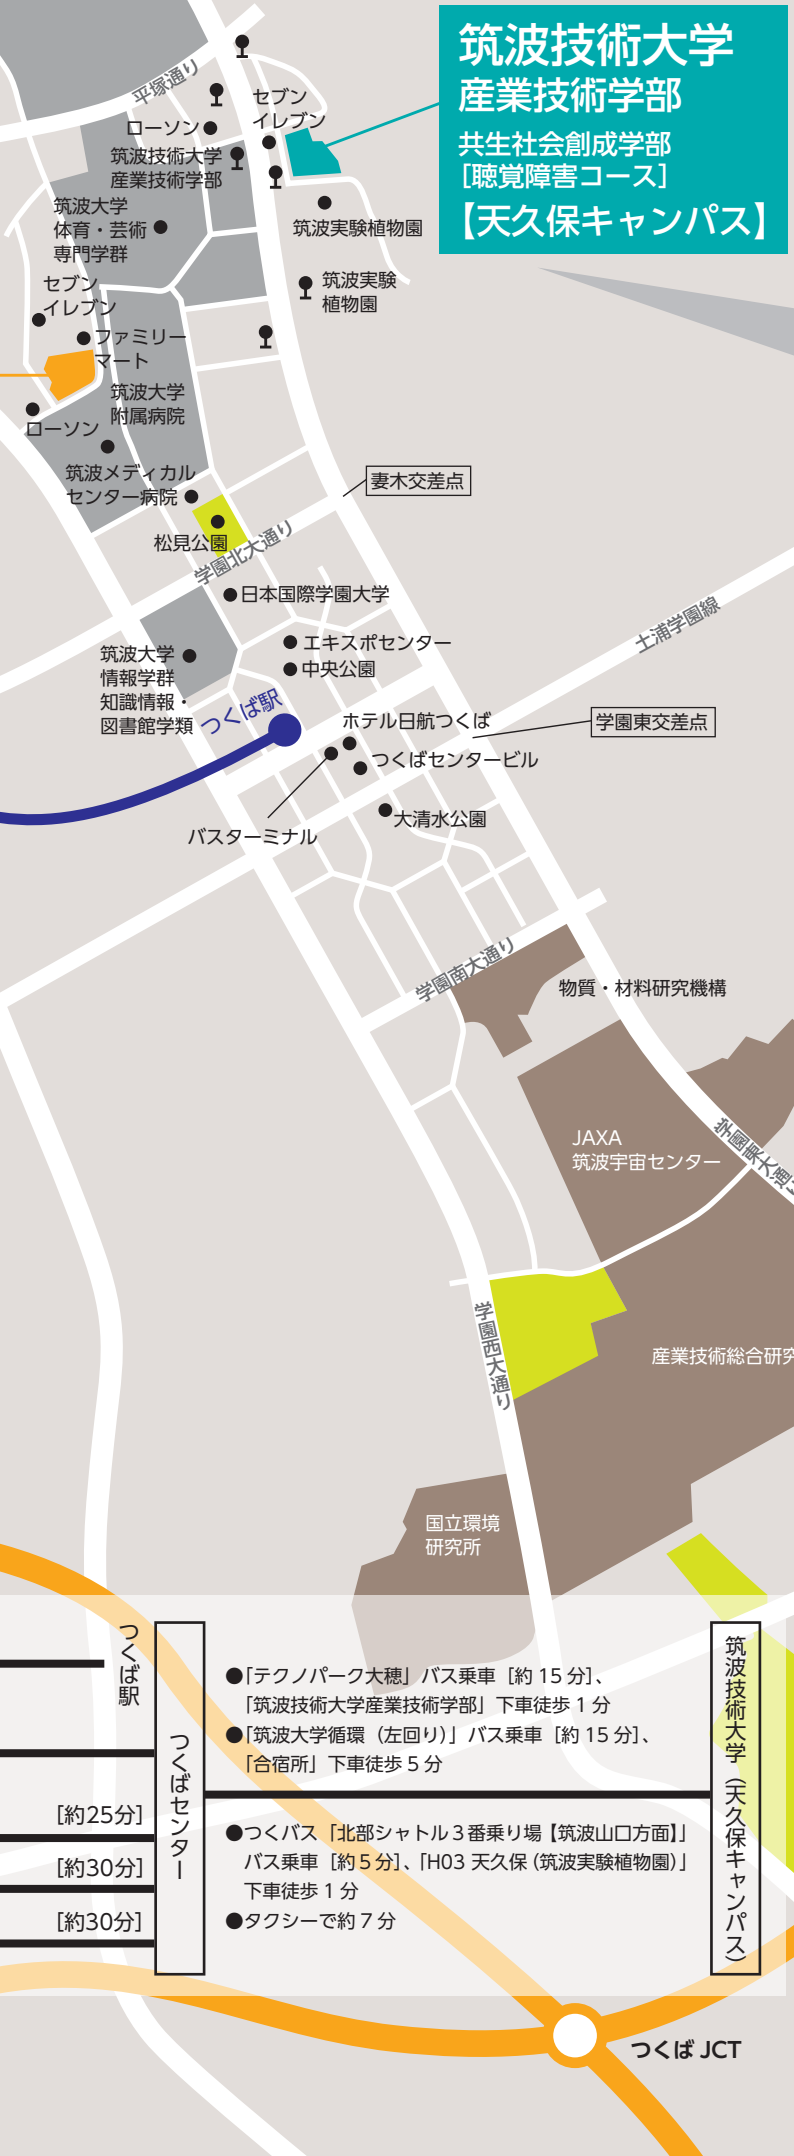 筑波技術大学
産業技術学部
共生社会創成学部
［聴覚障害コース］
【天久保キャンパス】
平塚通り
セブン
イレブン
ローソン
筑波技術大学
産業技術学部
筑波大学
体育・芸術
専門学群
筑波実験植物園
筑波実験
植物園
セブン
イレブン
ファミリー
マート
筑波大学
附属病院
ローソン
筑波メディカル
センター病院
妻木交差点
松見公園
学園北大通り
日本国際学園大学
土浦学園線
エキスポセンター
中央公園
筑波大学
情報学群
知識情報・
図書館学類
つくば駅
ホテル日航つくば
学園東交差点
つくばセンタービル
バスターミナル
大清水公園
学園南大通り
物質・材料研究機構
JAXA
筑波宇宙センター
学園東大通り
学園西大通り
産業技術総合研究
国立環境
研究所
つくば駅
つくばセンター
［約25分］
［約30分］
［約30分］
●「テクノパーク大穂」バス乗車［約 15 分］、
「筑波技術大学産業技術学部」下車徒歩 1 分
●「筑波大学循環（左回り）」バス乗車［約 15 分］、
「合宿所」下車徒歩 5 分
●つくバス「北部シャトル３番乗り場【筑波山口方面】」
バス乗車［約５分］、「H03 天久保（筑波実験植物園）」
下車徒歩 1 分
●タクシーで約 7 分
筑波技術大学（天久保キャンパス）
つくば JCT